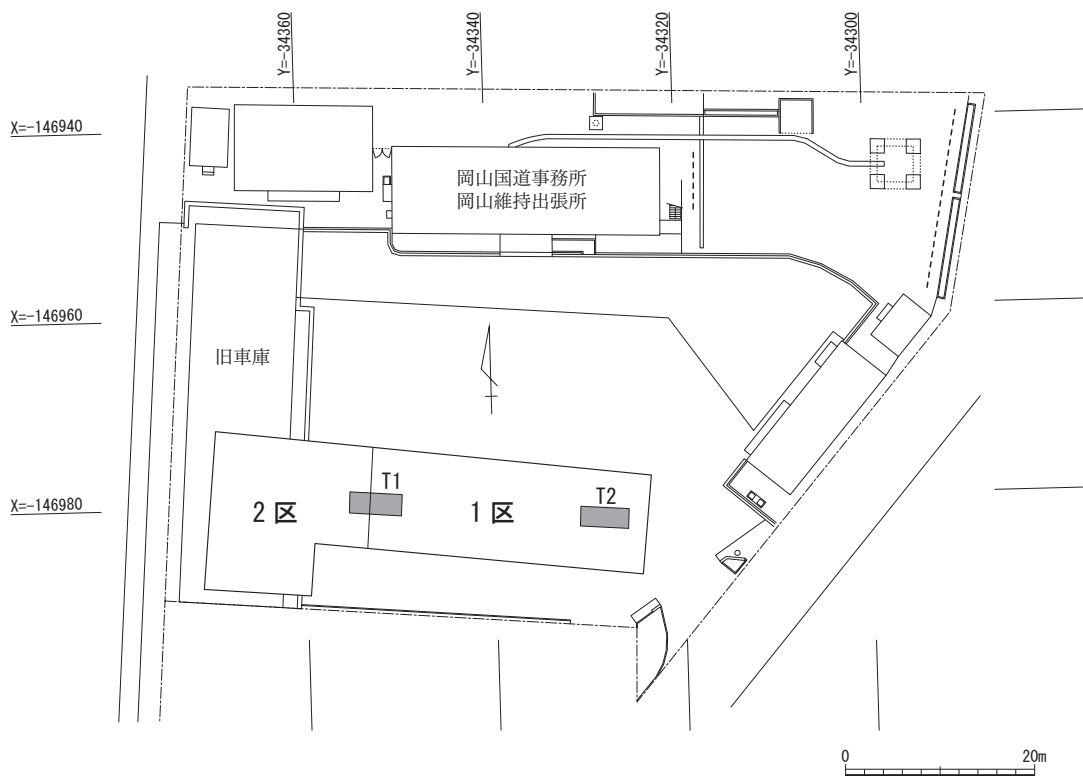 Y=-34360
Y=-34340
Y=-34320
Y=-34300
X=-146940
岡山国道事務所
岡山維持出張所
X=-146960
旧車庫
X=-146980
T1
T2
2区
1区
0
20m